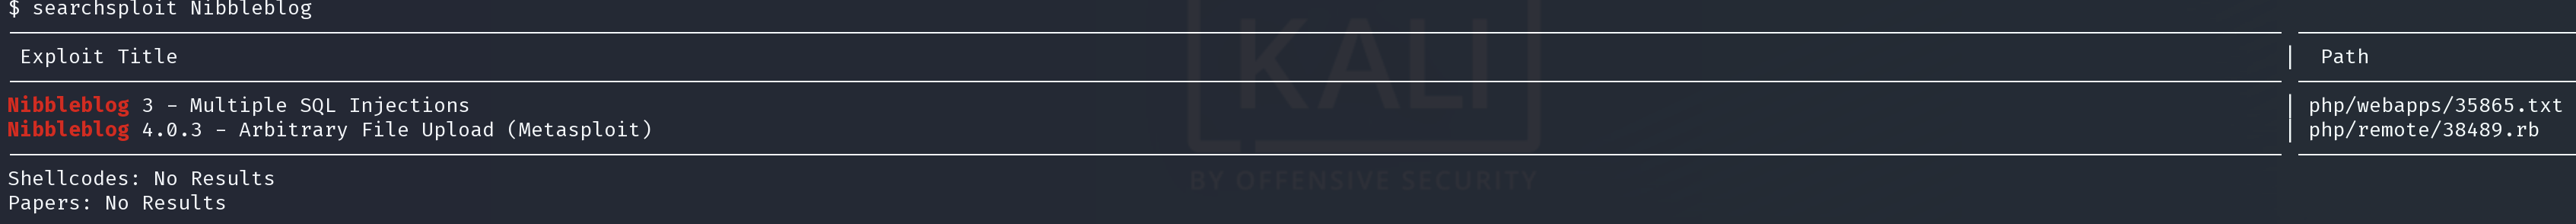 $ searchsploit Nibbleblog
Exploit Title | Path
Nibbleblog 3 - Multiple SQL Injections | php/webapps/35865.txt
Nibbleblog 4.0.3 - Arbitrary File Upload (Metasploit) | php/remote/38489.rb
Shellcodes: No Results
Papers: No Results
KALI
BY OFFENSIVE SECURITY